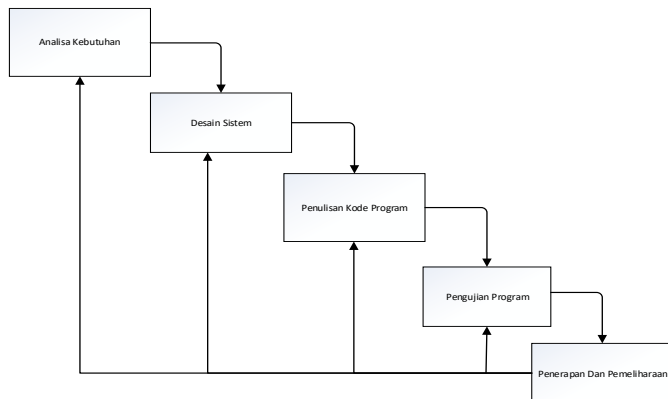 Analisa Kebutuhan
Desain Sistem
Penulisan Kode Program
Pengujian Program
Penerapan Dan Pemeliharaan